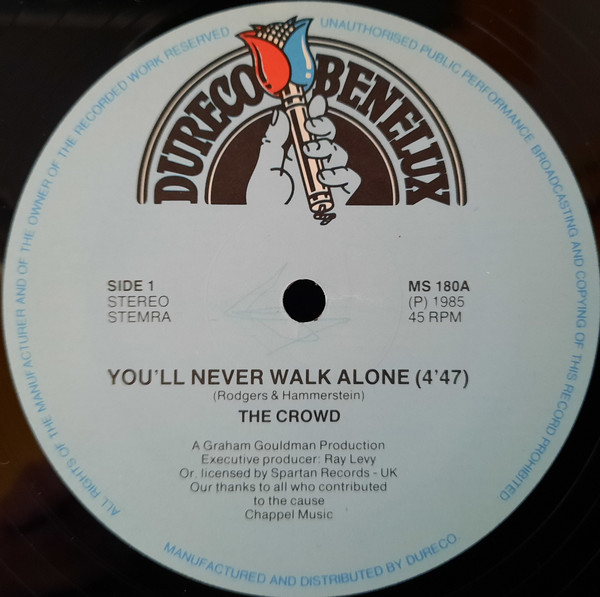 DURECO BENELUX
SIDE 1
STEREO
STEMRA
MS 180A
(P) 1985
45 RPM
YOU'LL NEVER WALK ALONE (4'47)
(Rodgers & Hammerstein)
THE CROWD
A Graham Gouldman Production
Executive producer: Ray Levy
Or. licensed by Spartan Records - UK
Our thanks to all who contributed
to the cause
Chappel Music
ALL RIGHTS OF THE MANUFACTURER AND OF THE OWNER OF THE RECORDED WORK RESERVED
UNAUTHORISED PUBLIC PERFORMANCE BROADCASTING AND COPYING OF THIS RECORD PROHIBITED
MANUFACTURED AND DISTRIBUTED BY DURECO.